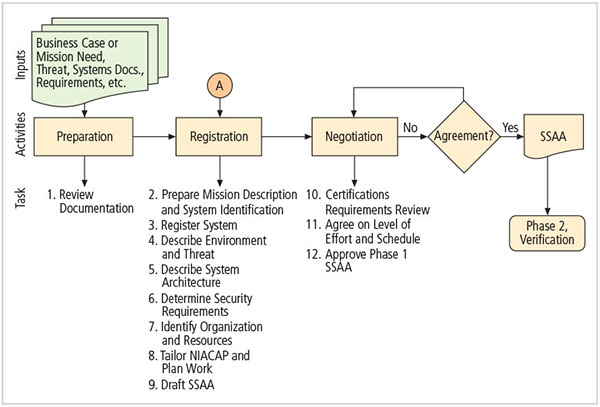 Inputs
Business Case or
Mission Need,
Threat, Systems Docs.,
Requirements, etc.
A
Activities
Preparation
Registration
Negotiation
No
Agreement?
Yes
SSAA
Task
1. Review
Documentation
2. Prepare Mission Description
and System Identification
3. Register System
4. Describe Environment
and Threat
5. Describe System
Architecture
6. Determine Security
Requirements
7. Identify Organization
and Resources
8. Tailor NIACAP and
Plan Work
9. Draft SSAA
10. Certifications
Requirements Review
11. Agree on Level of
Effort and Schedule
12. Approve Phase 1
SSAA
Phase 2,
Verification